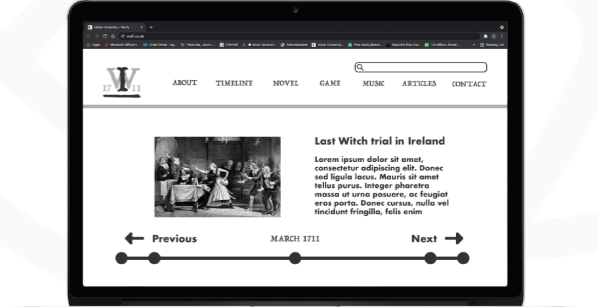 W
17 I 11
ABOUT TIMELINE NOVEL GAME MUSIC ARTICLES CONTACT
Last Witch trial in Ireland
Lorem ipsum dolor sit amet,
consectetur adipiscing elit. Donec
sed ligula lacus. Mauris sit amet
tellus purus. Integer pharetra
massa ut urna posuere, ac feugiat
eros porta. Donec cursus, nulla vel
tincidunt fringilla, felis enim
Previous MARCH 1711 Next